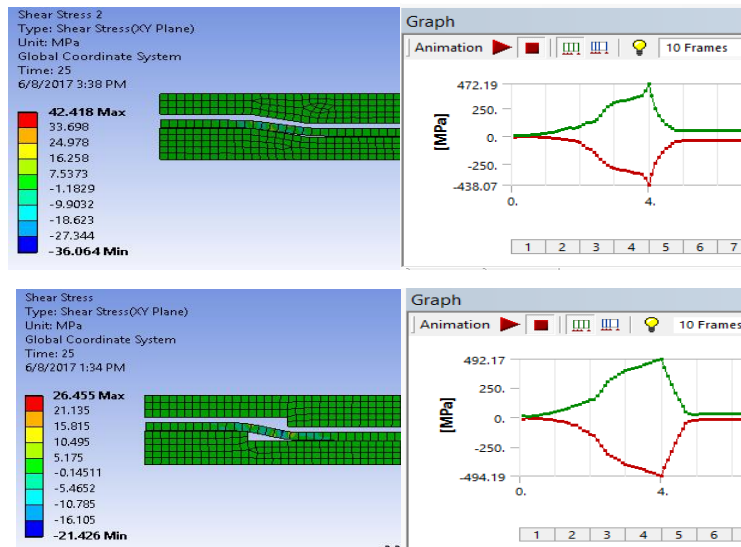 Shear Stress 2
Type: Shear Stress(XY Plane)
Unit: MPa
Global Coordinate System
Time: 25
6/8/2017 3:38 PM
42.418 Max
33.698
24.978
16.258
7.5373
-1.1829
-9.9032
-18.623
-27.344
-36.064 Min
Graph
Animation 10 Frames
472.19
250.
0.
-250.
-438.07
[MPa]
0. 4.
1 2 3 4 5 6 7
Shear Stress
Type: Shear Stress(XY Plane)
Unit: MPa
Global Coordinate System
Time: 25
6/8/2017 1:34 PM
26.455 Max
21.135
15.815
10.495
5.175
-0.14511
-5.4652
-10.785
-16.105
-21.426 Min
Graph
Animation 10 Frames
492.17
250.
0.
-250.
-494.19
[MPa]
0. 4.
1 2 3 4 5 6